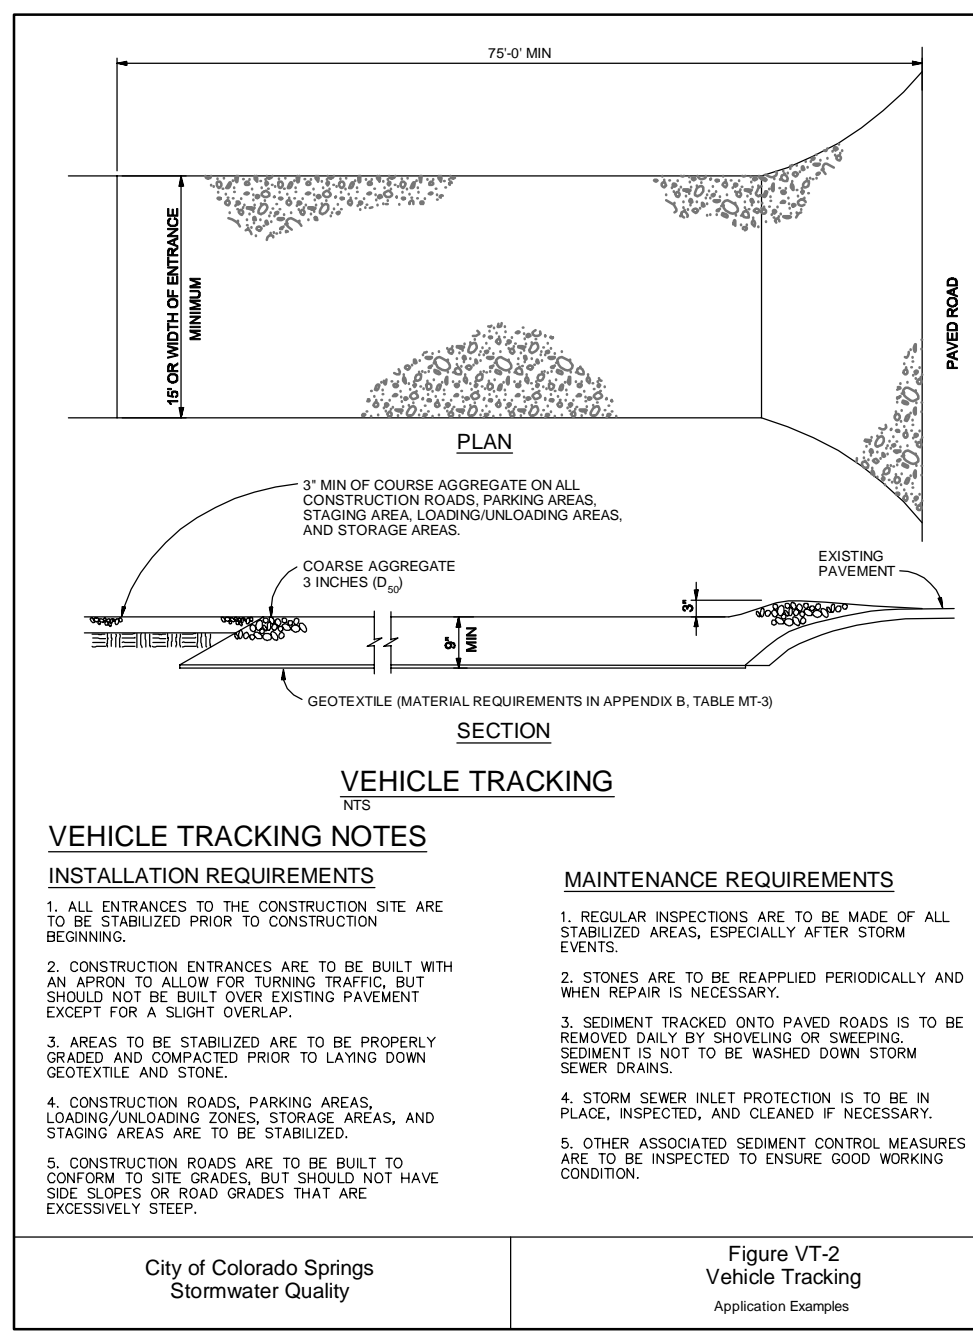 75'-0' MIN
15' OR WIDTH OF ENTRANCE
MINIMUM
PAVED ROAD
PLAN
3" MIN OF COURSE AGGREGATE ON ALL
CONSTRUCTION ROADS, PARKING AREAS,
STAGING AREA, LOADING/UNLOADING AREAS,
AND STORAGE AREAS.
COARSE AGGREGATE
3 INCHES (D50)
EXISTING
PAVEMENT
3"
9"
MIN
GEOTEXTILE (MATERIAL REQUIREMENTS IN APPENDIX B, TABLE MT-3)
SECTION
VEHICLE TRACKING
NTS
VEHICLE TRACKING NOTES
INSTALLATION REQUIREMENTS
1. ALL ENTRANCES TO THE CONSTRUCTION SITE ARE
TO BE STABILIZED PRIOR TO CONSTRUCTION
BEGINNING.
2. CONSTRUCTION ENTRANCES ARE TO BE BUILT WITH
AN APRON TO ALLOW FOR TURNING TRAFFIC, BUT
SHOULD NOT BE BUILT OVER EXISTING PAVEMENT
EXCEPT FOR A SLIGHT OVERLAP.
3. AREAS TO BE STABILIZED ARE TO BE PROPERLY
GRADED AND COMPACTED PRIOR TO LAYNG DOWN
GEOTEXTILE AND STONE.
4. CONSTRUCTION ROADS, PARKING AREAS,
LOADING/UNLOADING ZONES, STORAGE AREAS, AND
STAGING AREAS ARE TO BE STABILIZED.
5. CONSTRUCTION ROADS ARE TO BE BUILT TO
CONFORM TO SITE GRADES, BUT SHOULD NOT HAVE
SIDE SLOPES OR ROAD GRADES THAT ARE
EXCESSIVELY STEEP.
MAINTENANCE REQUIREMENTS
1. REGULAR INSPECTIONS ARE TO BE MADE OF ALL
STABILIZED AREAS, ESPECIALLY AFTER STORM
EVENTS.
2. STONES ARE TO BE REAPPLIED PERIODICALLY AND
WHEN REPAIR IS NECESSARY.
3. SEDIMENT TRACKED ONTO PAVED ROADS IS TO BE
REMOVED DAILY BY SHOVELING OR SWEEPING.
SEDIMENT IS NOT TO BE WASHED DOWN STORM
SEWER DRAINS.
4. STORM SEWER INLET PROTECTION IS TO BE IN
PLACE, INSPECTED, AND CLEANED IF NECESSARY.
5. OTHER ASSOCIATED SEDIMENT CONTROL MEASURES
ARE TO BE INSPECTED TO ENSURE GOOD WORKING
CONDITION.
City of Colorado Springs
Stormwater Quality
Figure VT-2
Vehicle Tracking
Application Examples